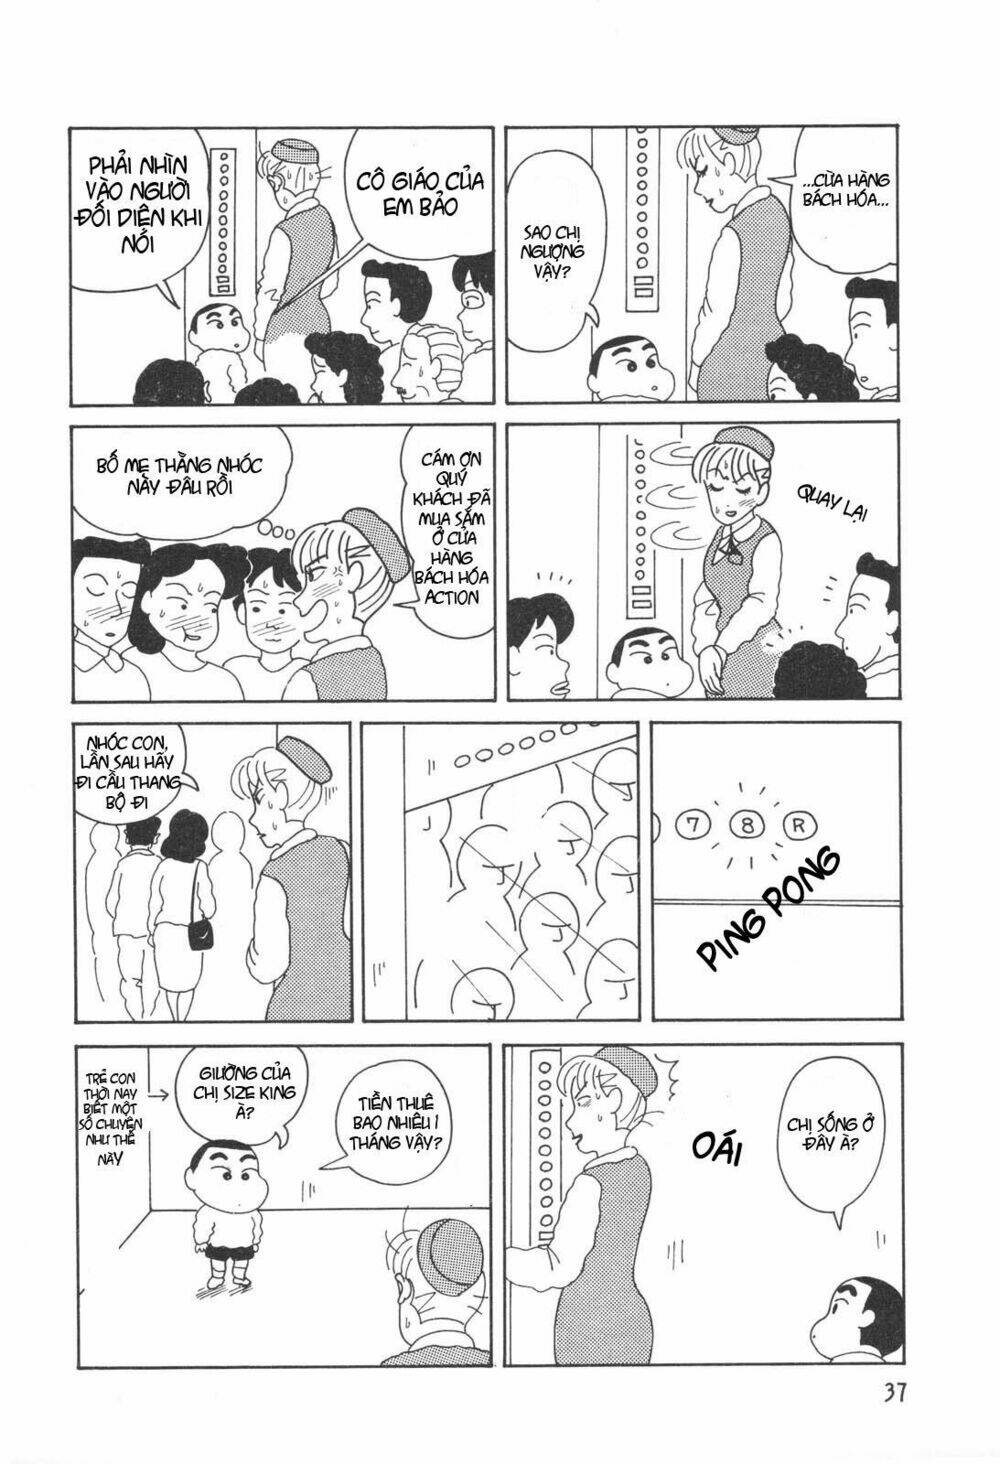 ...CỬA HÀNG
BÁCH HÓA...
SAO CHỊ
NGƯỢNG
VẬY?
CÔ GIÁO CỦA
EM BẢO
PHẢI NHÌN
VÀO NGƯỜI
ĐỐI DIỆN KHI
NÓI
QUAY LẠI
CÁM ƠN
QUÝ
KHÁCH ĐÃ
MUA SẮM
Ở CỬA
HÀNG
BÁCH HÓA
ACTION
BỐ MẸ THẰNG NHÓC
NÀY ĐÂU RỒI
7 8 R
PING PONG
NHÓC CON,
LẦN SAU HÃY
ĐI CẦU THANG
BỘ ĐI
CHỊ SỐNG Ở
ĐÂY À?
OÁI
TIỀN THUÊ
BAO NHIÊU 1
THÁNG VẬY?
GIƯỜNG CỦA
CHỊ SIZE KING
À?
TRẺ CON
THỜI NAY
BIẾT MỘT
SỐ CHUYỆN
NHƯ THẾ
NÀY
37